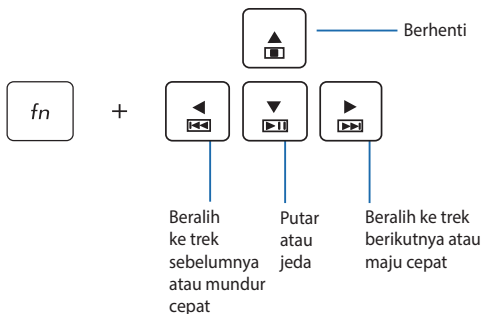 Berhenti
fn
+
Beralih
ke trek
sebelumnya
atau mundur
cepat
Putar
atau
jeda
Beralih ke trek
berikutnya atau
maju cepat